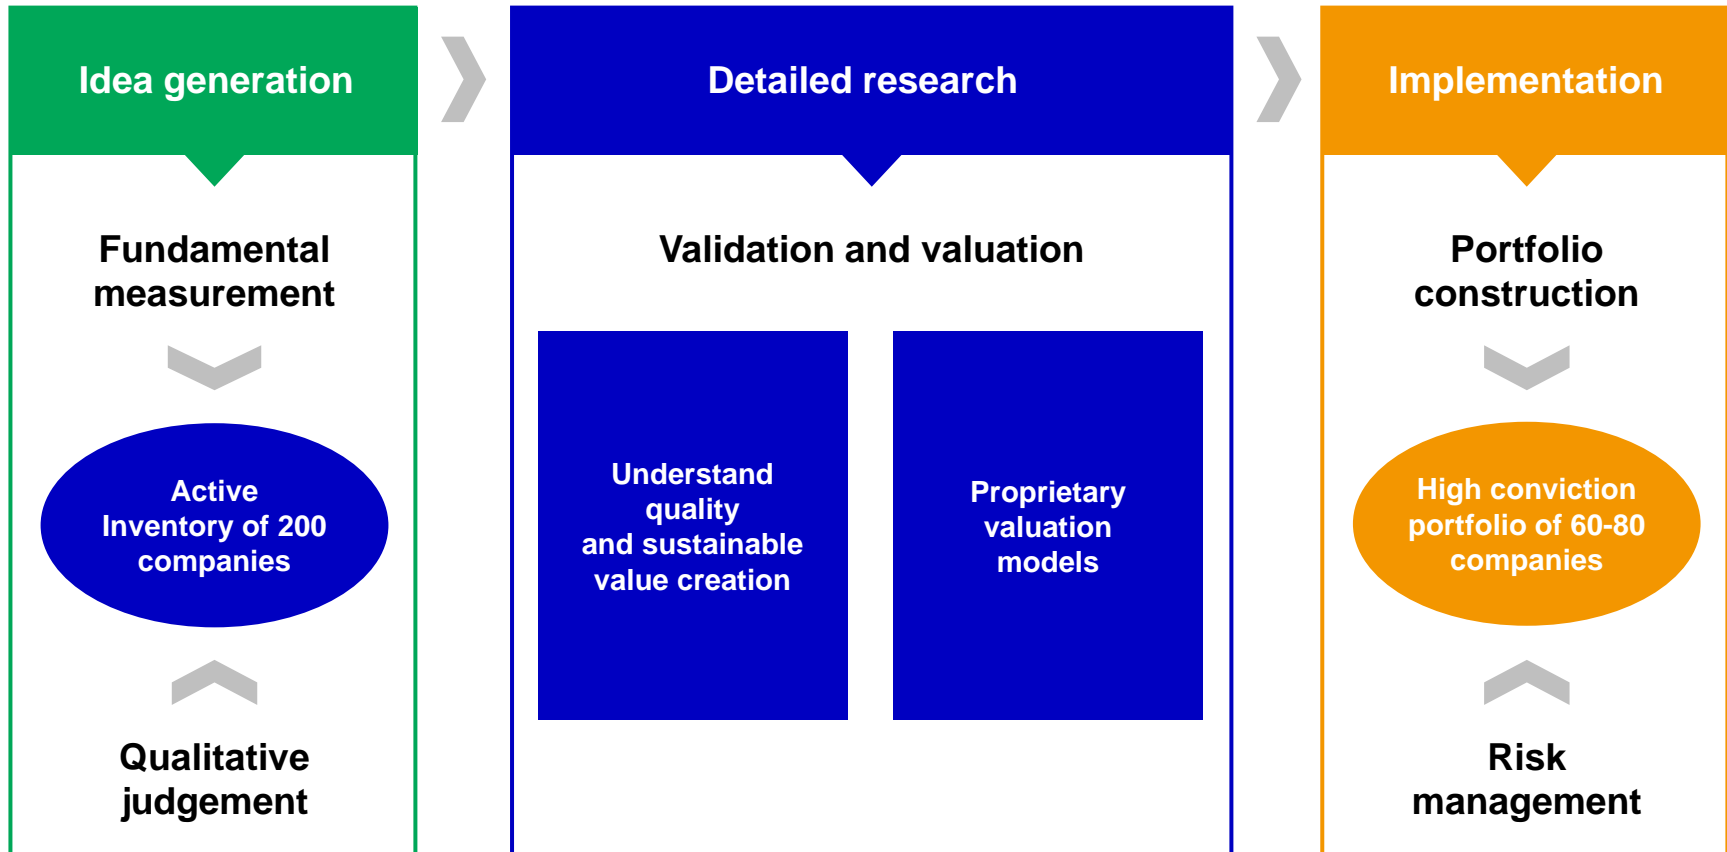 Idea generation
Detailed research
Implementation
Fundamental
measurement
Active
Inventory of 200
companies
Qualitative
judgement
Validation and valuation
Understand
quality
and sustainable
value creation
Proprietary
valuation
models
Portfolio
construction
High conviction
portfolio of 60-80
companies
Risk
management